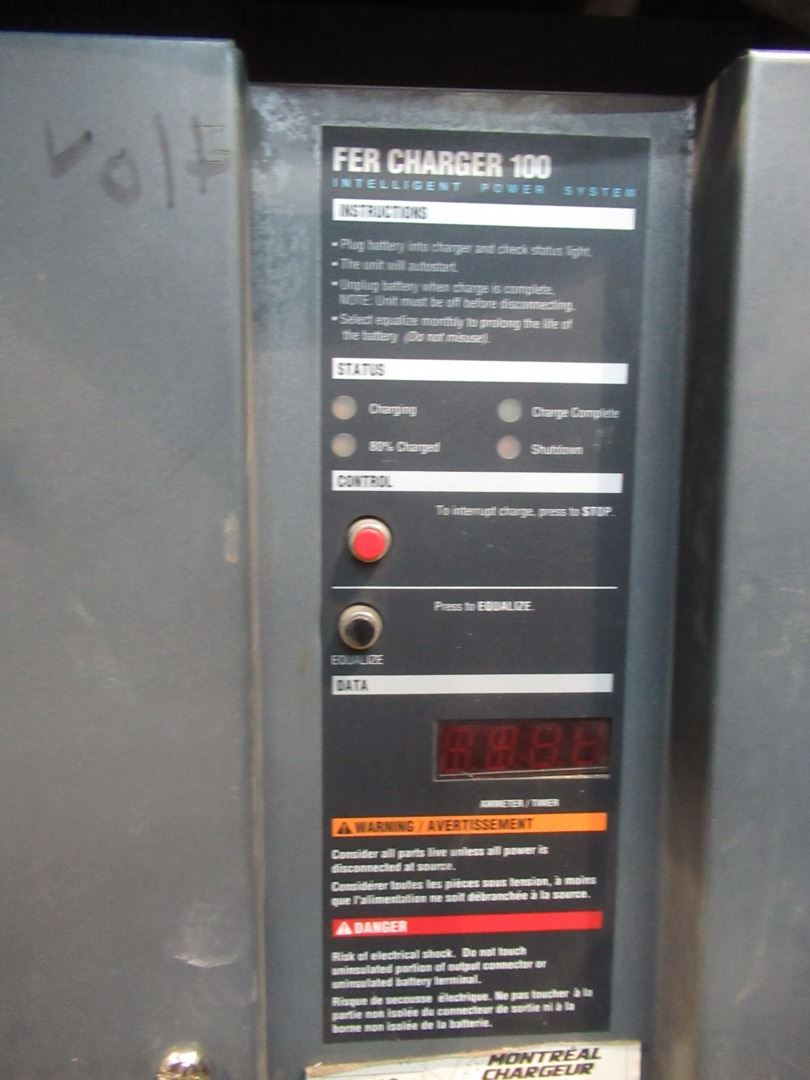 volt
FER CHARGER 100
INTELLIGENT POWER SYSTEM
INSTRUCTIONS
• Plug battery into charger and check status light.
• The unit will autostart.
• Unplug battery when charge is complete.
NOTE: Unit must be off before disconnecting.
• Select equalize monthly to prolong the life of
the battery (Do not misuse).
STATUS
Charging
Charge Complete
80% Charged
Shutdown
CONTROL
To interrupt charge, press to STOP.
Press to EQUALIZE.
EQUALIZE
DATA
AMMETER / TIMER
⚠ WARNING / AVERTISSEMENT
Consider all parts live unless all power is
disconnected at source.
Considérer toutes les pièces sous tension, à moins
que l'alimentation ne soit débranchée à la source.
⚠ DANGER
Risk of electrical shock. Do not touch
uninsulated portion of output connector or
uninsulated battery terminal.
Risque de secousse électrique. Ne pas toucher à la
partie non isolée du connecteur de sortie ni à la
borne non isolée de la batterie.
MONTRÉAL
CHARGEUR